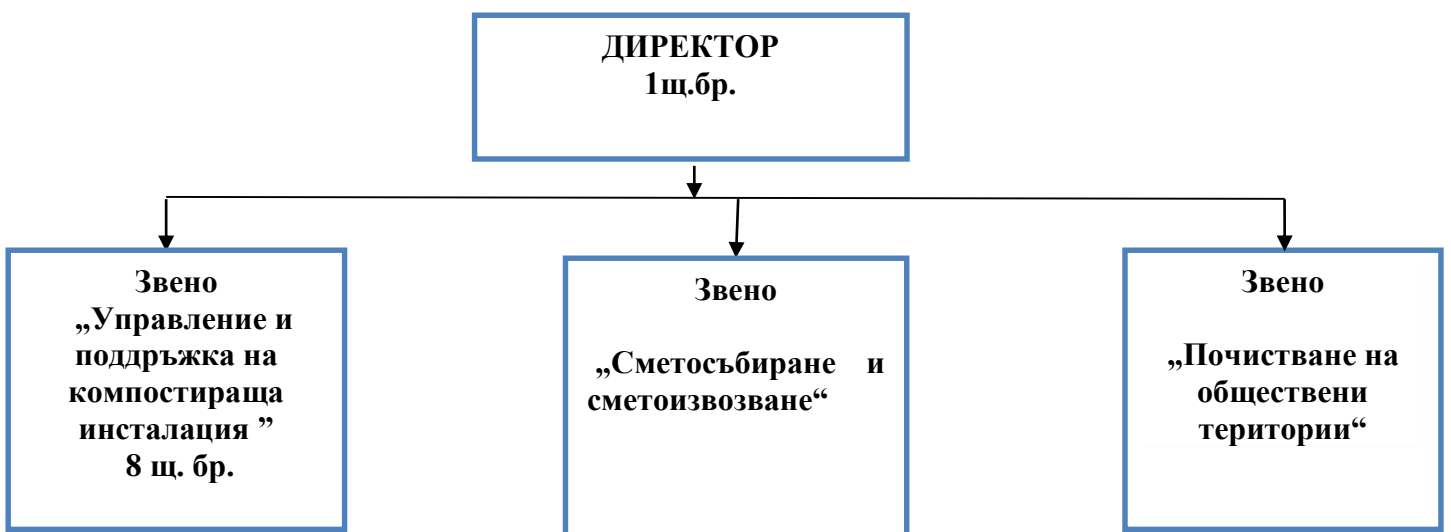 ДИРЕКТОР
1щ.бр.
Звено
„Управление и
поддръжка на
компостираща
инсталация ”
8 щ. бр.
Звено
„Сметосъбиране и
сметоизвозване“
Звено
„Почистване на
обществени
територии“